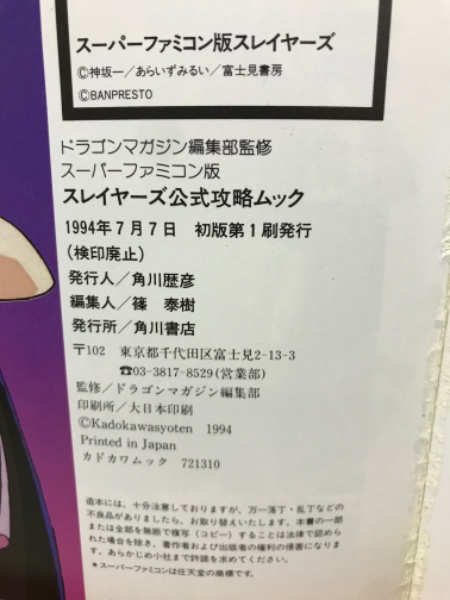 スーパーファミコン版スレイヤーズ
©神坂一／あらいずみるい／富士見書房
©BANPRESTO
ドラゴンマガジン編集部監修
スーパーファミコン版
スレイヤーズ公式攻略ムック
1994年7月7日　初版第1刷発行
(検印廃止)
発行人／角川歴彦
編集人／篠　泰樹
発行所／角川書店
〒102　東京都千代田区富士見2-13-3
☎03-3817-8529(営業部)
監修／ドラゴンマガジン編集部
印刷所／大日本印刷
©Kadokawasyoten　1994
Printed in Japan
カドカワムック　721310
造本には、十分注意しておりますが、万一落丁・乱丁などの
不良品がありましたら、お取り替えいたします。本書の一部
または全部を無断で複写（コピー）することは法律で認めら
れた場合を除き、著作者および出版者の権利の侵害になりま
す。あらかじめ小社まで許諾を求めてください。
＊スーパーファミコンは任天堂の商標です。